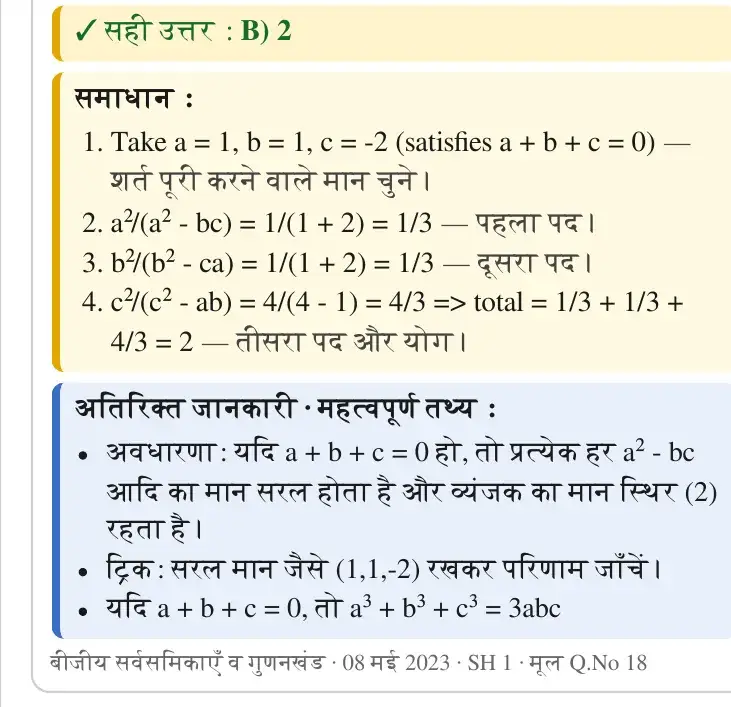 ✓ सही उत्तर : B) 2
समाधान :
1. Take a = 1, b = 1, c = -2 (satisfies a + b + c = 0) —
शर्त पूरी करने वाले मान चुने।
2. a²/(a² - bc) = 1/(1 + 2) = 1/3 — पहला पद।
3. b²/(b² - ca) = 1/(1 + 2) = 1/3 — दूसरा पद।
4. c²/(c² - ab) = 4/(4 - 1) = 4/3 => total = 1/3 + 1/3 +
4/3 = 2 — तीसरा पद और योग।
अतिरिक्त जानकारी · महत्वपूर्ण तथ्य :
• अवधारणा : यदि a + b + c = 0 हो, तो प्रत्येक हर a² - bc
आदि का मान सरल होता है और व्यंजक का मान स्थिर (2)
रहता है।
• ट्रिक : सरल मान जैसे (1,1,-2) रखकर परिणाम जाँचें।
• यदि a + b + c = 0, तो a³ + b³ + c³ = 3abc
बीजीय सर्वसमिकाएँ व गुणनखंड · 08 मई 2023 · SH 1 · मूल Q.No 18